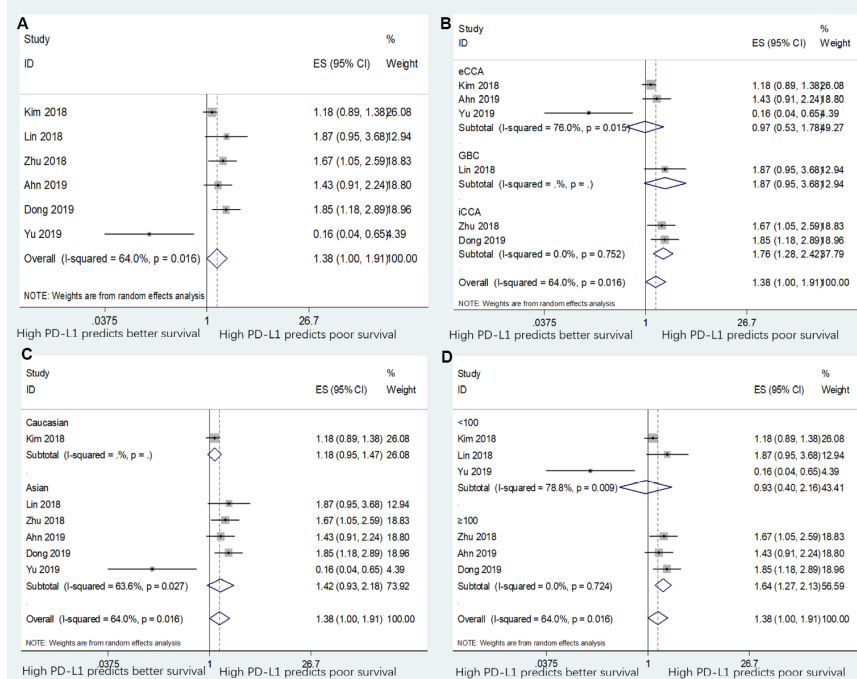 A
Study %
ID ES (95% CI) Weight
Kim 2018 1.18 (0.89, 1.38)26.08
Lin 2018 1.87 (0.95, 3.68)12.94
Zhu 2018 1.67 (1.05, 2.59)18.83
Ahn 2019 1.43 (0.91, 2.24)18.80
Dong 2019 1.85 (1.18, 2.89)18.96
Yu 2019 0.16 (0.04, 0.65)4.39
Overall (I-squared = 64.0%, p = 0.016) 1.38 (1.00, 1.91)100.00
NOTE: Weights are from random effects analysis
.0375 1 26.7
High PD-L1 predicts better survival High PD-L1 predicts poor survival
B
Study %
ID ES (95% CI) Weight
eCCA
Kim 2018 1.18 (0.89, 1.38)26.08
Ahn 2019 1.43 (0.91, 2.24)18.80
Yu 2019 0.16 (0.04, 0.65)4.39
Subtotal (I-squared = 76.0%, p = 0.015) 0.97 (0.53, 1.78)49.27
.
GBC
Lin 2018 1.87 (0.95, 3.68)12.94
Subtotal (I-squared = .%, p = .) 1.87 (0.95, 3.68)12.94
.
iCCA
Zhu 2018 1.67 (1.05, 2.59)18.83
Dong 2019 1.85 (1.18, 2.89)18.96
Subtotal (I-squared = 0.0%, p = 0.752) 1.76 (1.28, 2.42)37.79
.
Overall (I-squared = 64.0%, p = 0.016) 1.38 (1.00, 1.91)100.00
NOTE: Weights are from random effects analysis
.0375 1 26.7
High PD-L1 predicts better survival High PD-L1 predicts poor survival
C
Study %
ID ES (95% CI) Weight
Caucasian
Kim 2018 1.18 (0.89, 1.38) 26.08
Subtotal (I-squared = .%, p = .) 1.18 (0.95, 1.47) 26.08
.
Asian
Lin 2018 1.87 (0.95, 3.68) 12.94
Zhu 2018 1.67 (1.05, 2.59) 18.83
Ahn 2019 1.43 (0.91, 2.24) 18.80
Dong 2019 1.85 (1.18, 2.89) 18.96
Yu 2019 0.16 (0.04, 0.65) 4.39
Subtotal (I-squared = 63.6%, p = 0.027) 1.42 (0.93, 2.18) 73.92
.
Overall (I-squared = 64.0%, p = 0.016) 1.38 (1.00, 1.91) 100.00
NOTE: Weights are from random effects analysis
.0375 1 26.7
High PD-L1 predicts better survival High PD-L1 predicts poor survival
D
Study %
ID ES (95% CI) Weight
<100
Kim 2018 1.18 (0.89, 1.38)26.08
Lin 2018 1.87 (0.95, 3.68)12.94
Yu 2019 0.16 (0.04, 0.65)4.39
Subtotal (I-squared = 78.8%, p = 0.009) 0.93 (0.40, 2.16)43.41
.
≥100
Zhu 2018 1.67 (1.05, 2.59)18.83
Ahn 2019 1.43 (0.91, 2.24)18.80
Dong 2019 1.85 (1.18, 2.89)18.96
Subtotal (I-squared = 0.0%, p = 0.724) 1.64 (1.27, 2.13)56.59
.
Overall (I-squared = 64.0%, p = 0.016) 1.38 (1.00, 1.91)100.00
NOTE: Weights are from random effects analysis
.0375 1 26.7
High PD-L1 predicts better survival High PD-L1 predicts poor survival